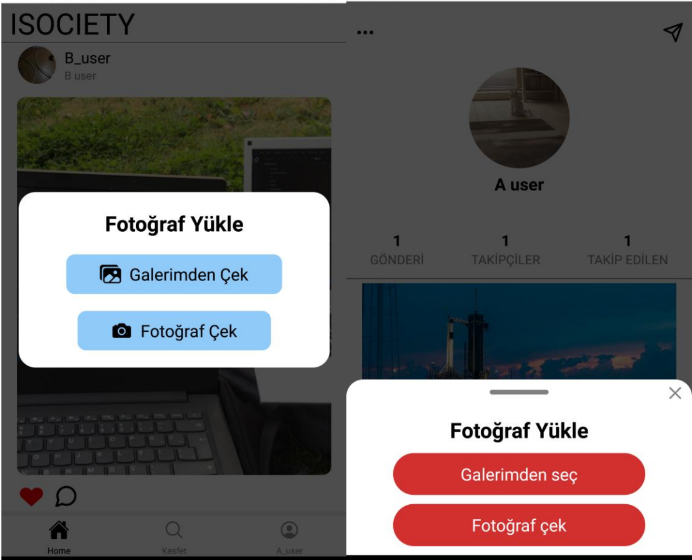 ISOCIETY
B_user
B user
Fotoğraf Yükle
Galerimden Çek
Fotoğraf Çek
Home
Keşfet
A_user
A user
1
GÖNDERİ
1
TAKİPÇİLER
1
TAKİP EDİLEN
Fotoğraf Yükle
Galerimden seç
Fotoğraf çek